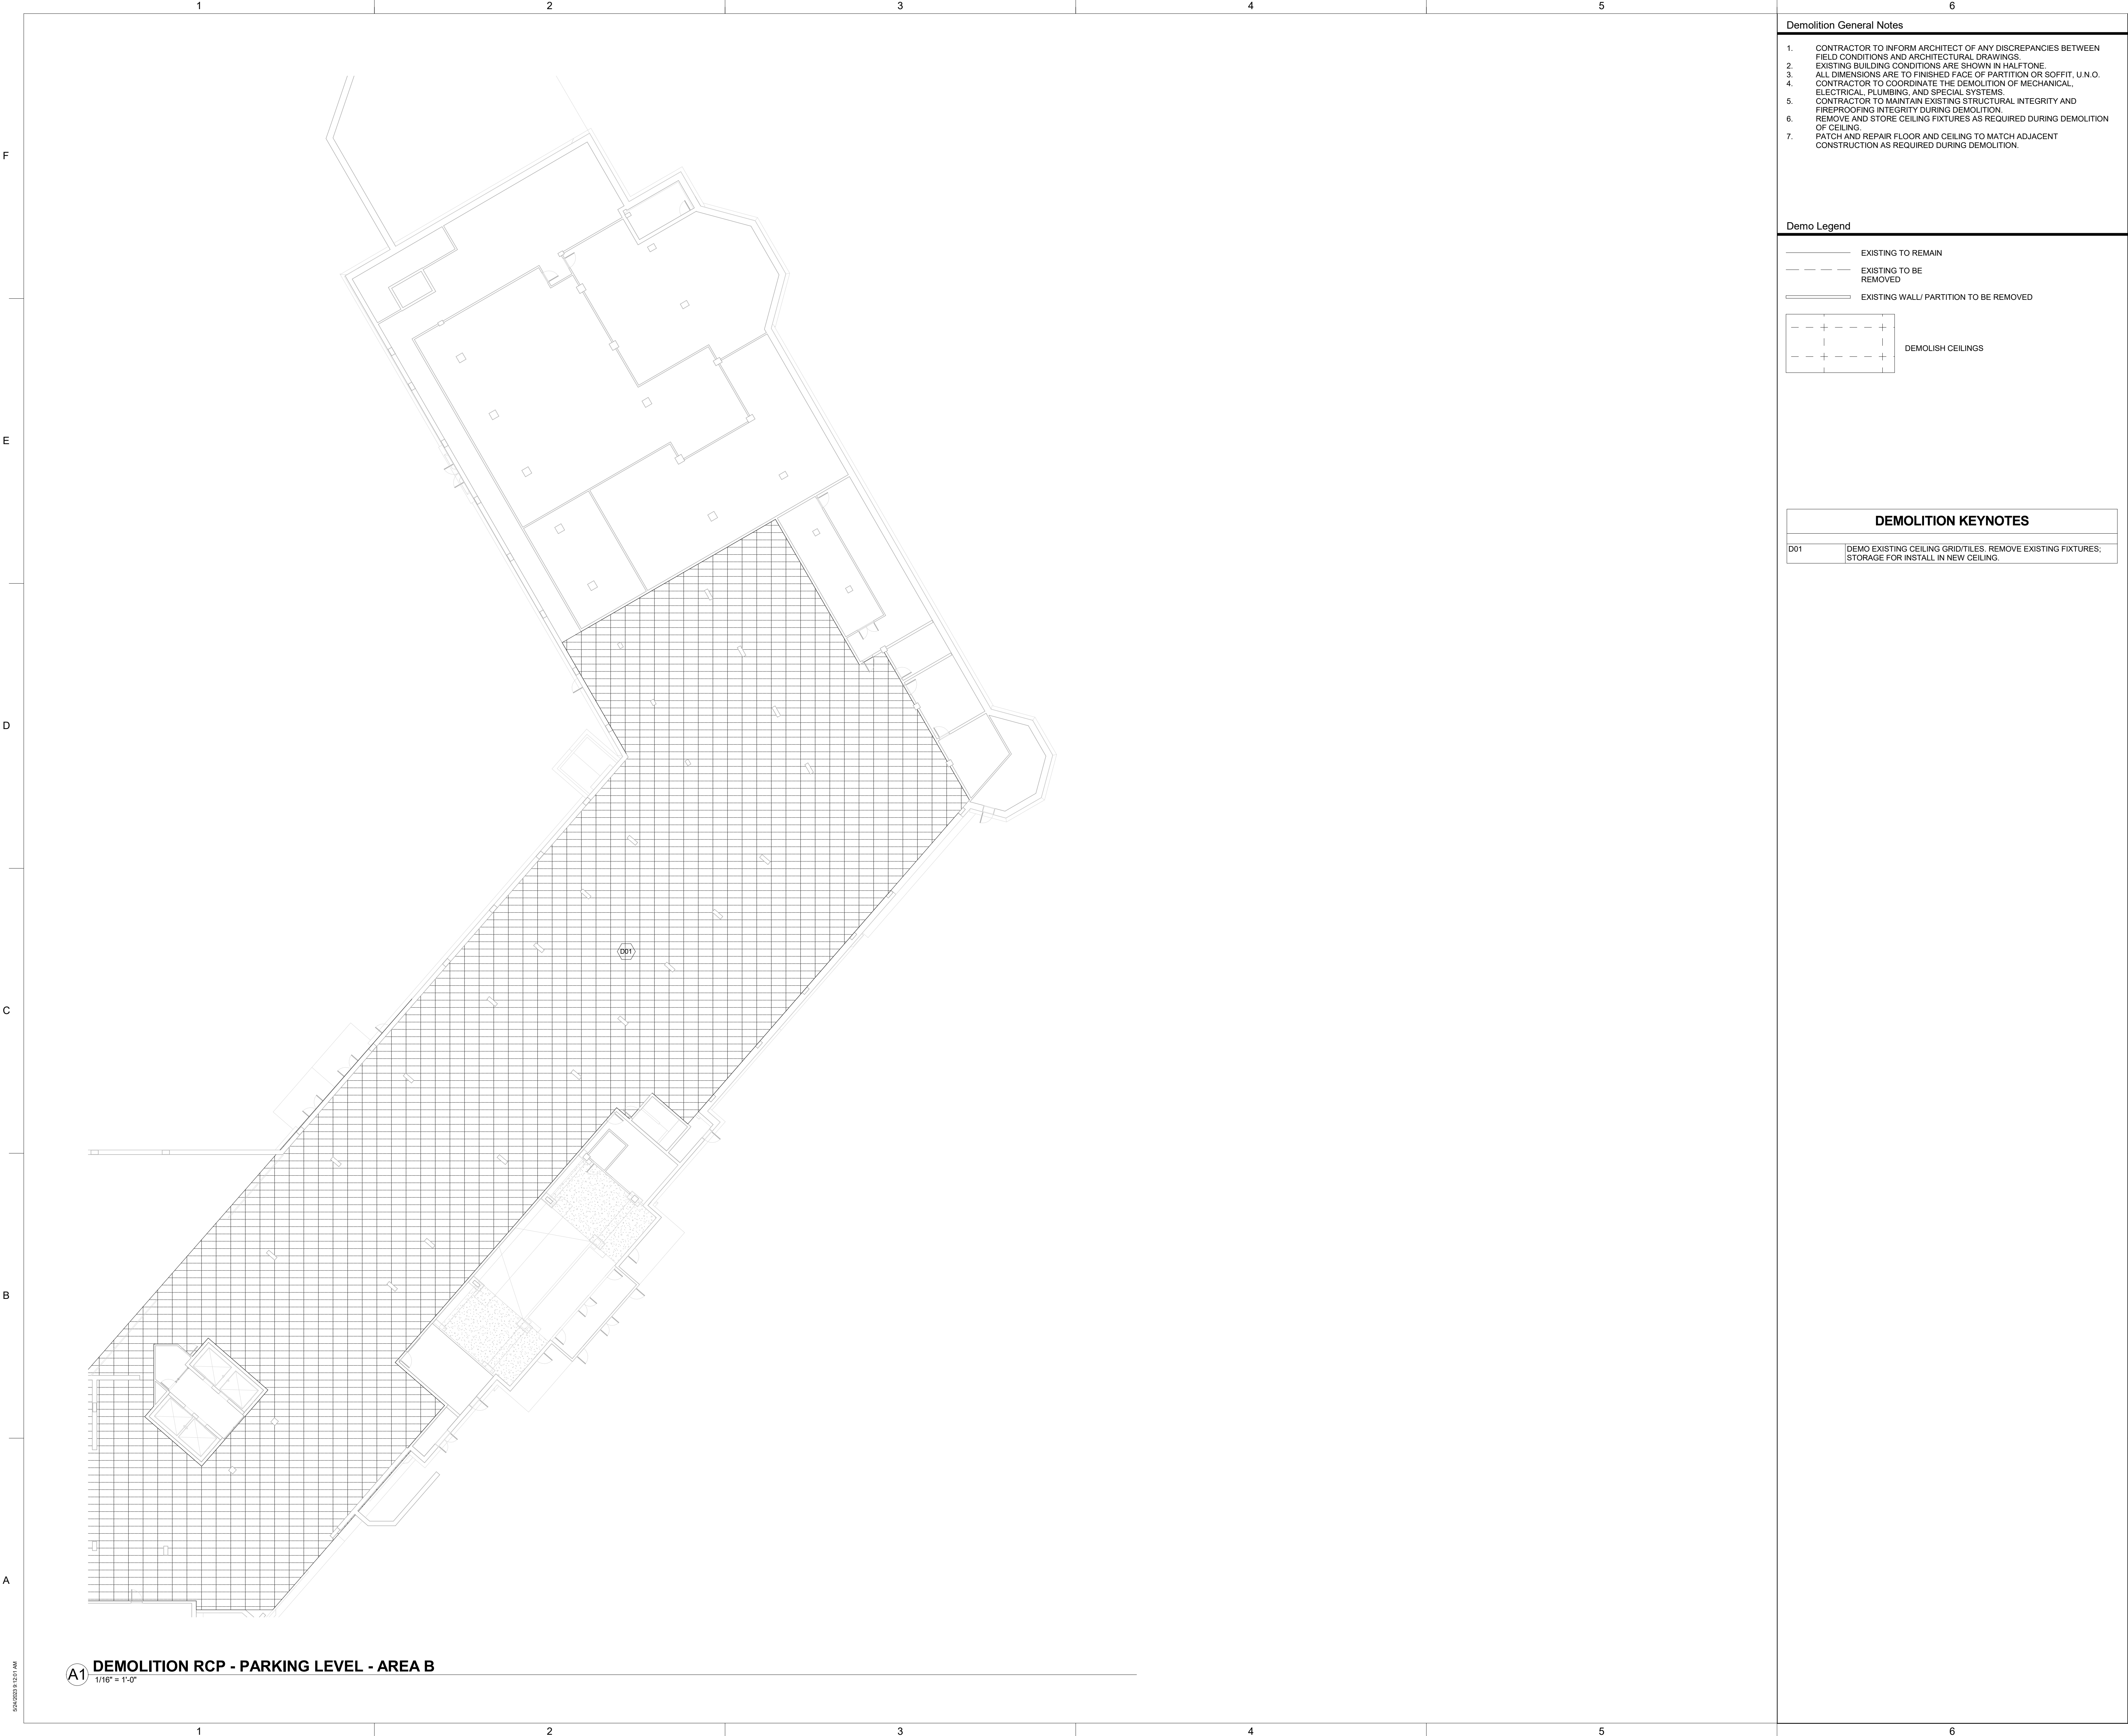 1 2 3 4 5 6
Demolition General Notes
1. CONTRACTOR TO INFORM ARCHITECT OF ANY DISCREPANCIES BETWEEN
FIELD CONDITIONS AND ARCHITECTURAL DRAWINGS.
2. EXISTING BUILDING CONDITIONS ARE SHOWN IN HALFTONE.
3. ALL DIMENSIONS ARE TO FINISHED FACE OF PARTITION OR SOFFIT, U.N.O.
4. CONTRACTOR TO COORDINATE THE DEMOLITION OF MECHANICAL,
ELECTRICAL, PLUMBING, AND SPECIAL SYSTEMS.
5. CONTRACTOR TO MAINTAIN EXISTING STRUCTURAL INTEGRITY AND
FIREPROOFING INTEGRITY DURING DEMOLITION.
6. REMOVE AND STORE CEILING FIXTURES AS REQUIRED DURING DEMOLITION
OF CEILING.
7. PATCH AND REPAIR FLOOR AND CEILING TO MATCH ADJACENT
CONSTRUCTION AS REQUIRED DURING DEMOLITION.
Demo Legend
EXISTING TO REMAIN
EXISTING TO BE
REMOVED
EXISTING WALL/ PARTITION TO BE REMOVED
DEMOLISH CEILINGS
DEMOLITION KEYNOTES
D01 DEMO EXISTING CEILING GRID/TILES. REMOVE EXISTING FIXTURES;
STORAGE FOR INSTALL IN NEW CEILING.
F
E
D
C
B
A
D01
A1 DEMOLITION RCP - PARKING LEVEL - AREA B
1/16" = 1'-0"
5/24/2023 9:12:01 AM
1 2 3 4 5 6